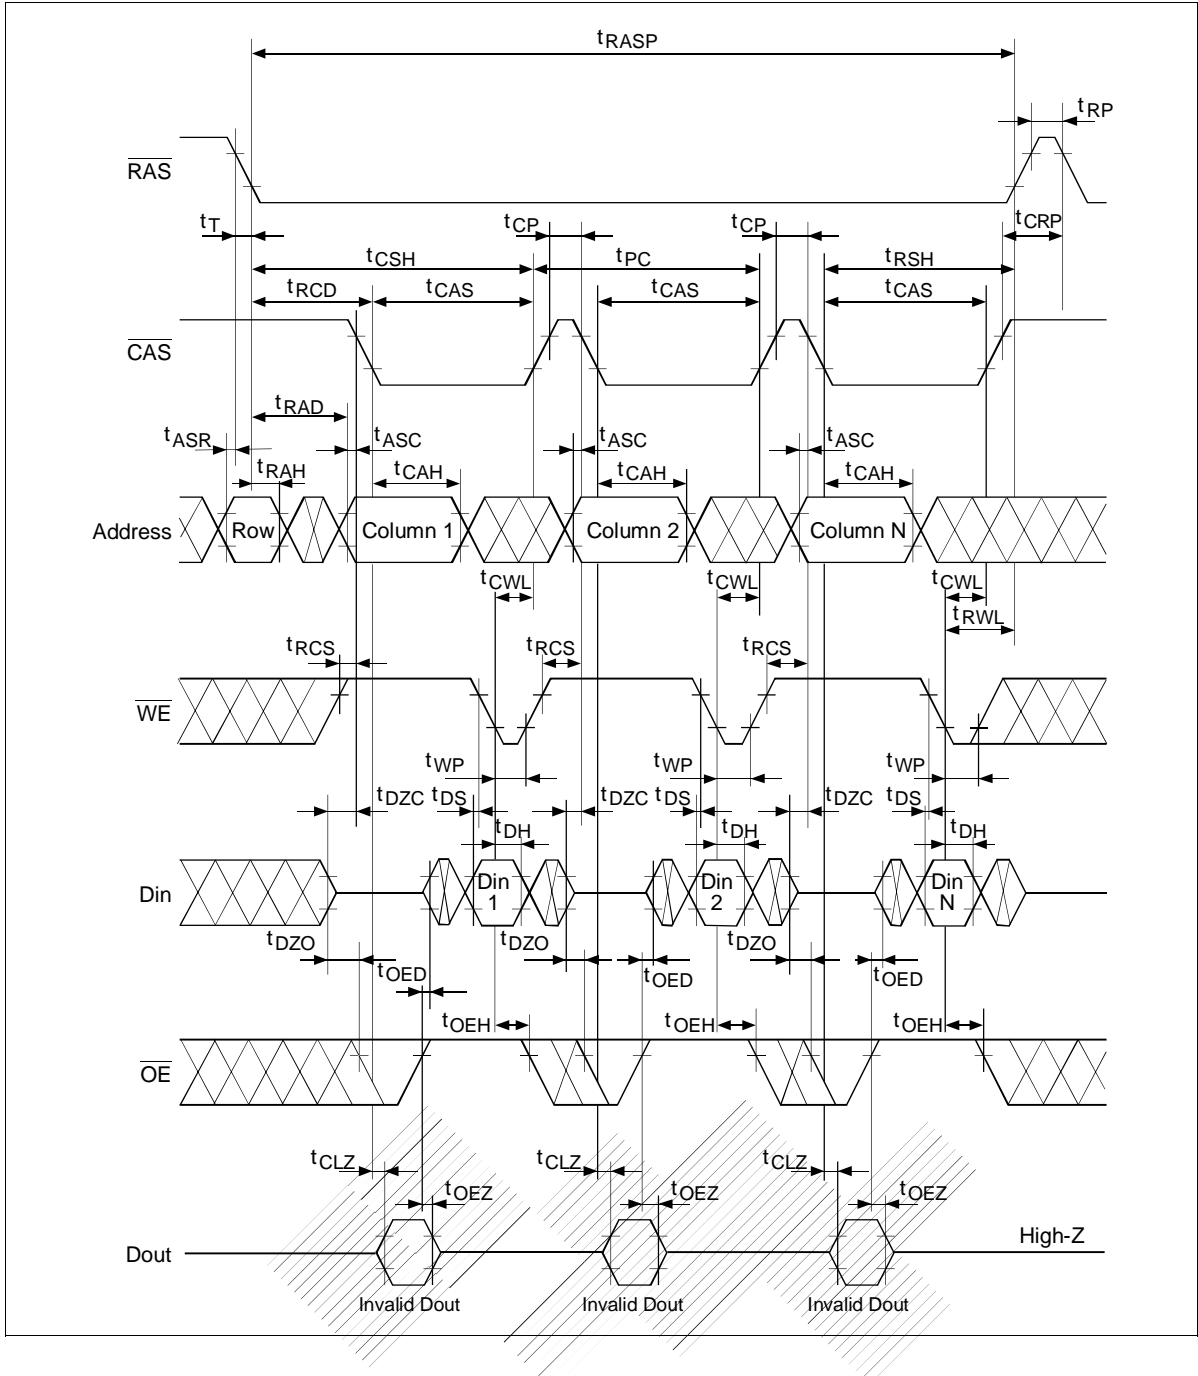 tRASP
tRP
RAS
tT
tCP
tCP
tCRP
tCSH
tPC
tRSH
tRCD
tCAS
tCAS
tCAS
CAS
tRAD
tASR
tASC
tASC
tASC
tRAH
tCAH
tCAH
tCAH
Address
Row
Column 1
Column 2
Column N
tCWL
tCWL
tCWL
tRWL
tRCS
tRCS
tRCS
WE
tWP
tWP
tWP
tDZC
tDS
tDZC
tDS
tDZC
tDS
tDH
tDH
tDH
Din
Din 1
Din 2
Din N
tDZO
tDZO
tDZO
tOED
tOED
tOED
tOEH
tOEH
tOEH
OE
tCLZ
tCLZ
tCLZ
tOEZ
tOEZ
tOEZ
Dout
High-Z
Invalid Dout
Invalid Dout
Invalid Dout